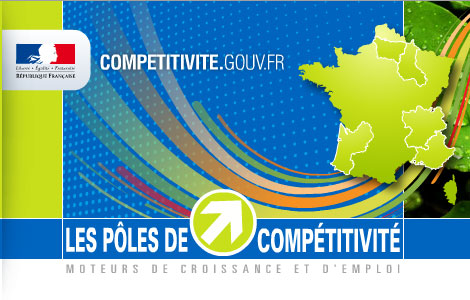 COMPETITIVITE.GOUV.FR
Liberté • Égalité • Fraternité
RÉPUBLIQUE FRANÇAISE
LES PÔLES DE COMPÉTITIVITÉ
MOTEURS DE CROISSANCE ET D'EMPLOI